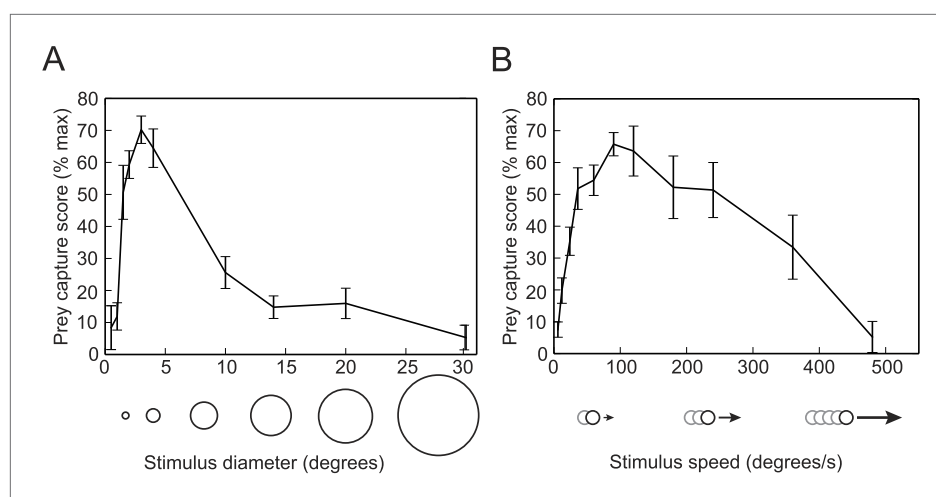 A
Prey capture score (% max)
80
70
60
50
40
30
20
10
0
0 5 10 15 20 25 30
Stimulus diameter (degrees)
B
Prey capture score (% max)
80
70
60
50
40
30
20
10
0
0 100 200 300 400 500
Stimulus speed (degrees/s)